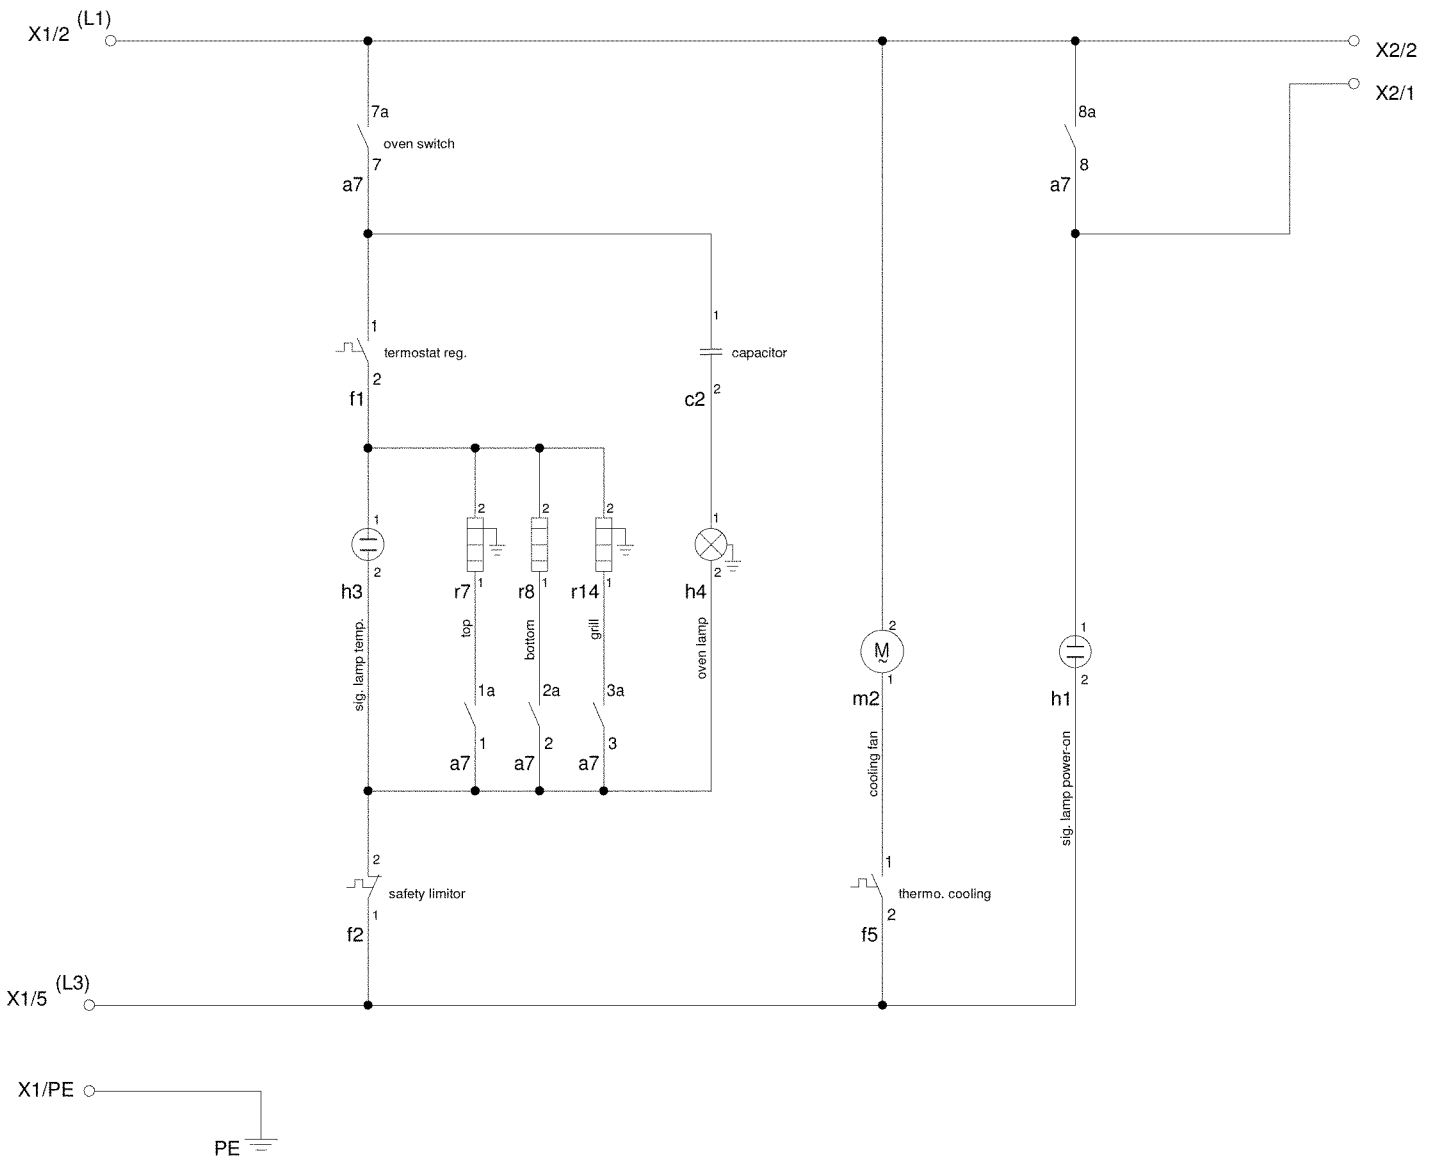 (L1)
X1/2
X2/2
X2/1
7a
oven switch
7
a7
8a
8
a7
1
termostat reg.
2
f1
1
capacitor
2
c2
1
2
h3
sig. lamp temp.
2
1
r7
top
2
1
r8
bottom
2
1
r14
grill
1
2
h4
oven lamp
1a
1
a7
2a
2
a7
3a
3
a7
2
M
~
1
m2
cooling fan
1
2
h1
sig. lamp power-on
2
safety limitor
1
f2
1
thermo. cooling
2
f5
(L3)
X1/5
X1/PE
PE